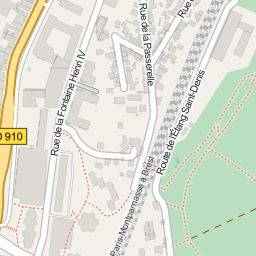 Rue de la Passerelle
Rue
Rue de la Fontaine Henri IV
Route de l'Étang Saint-Denis
D 910
Paris-Montparnasse à Brest
Rue